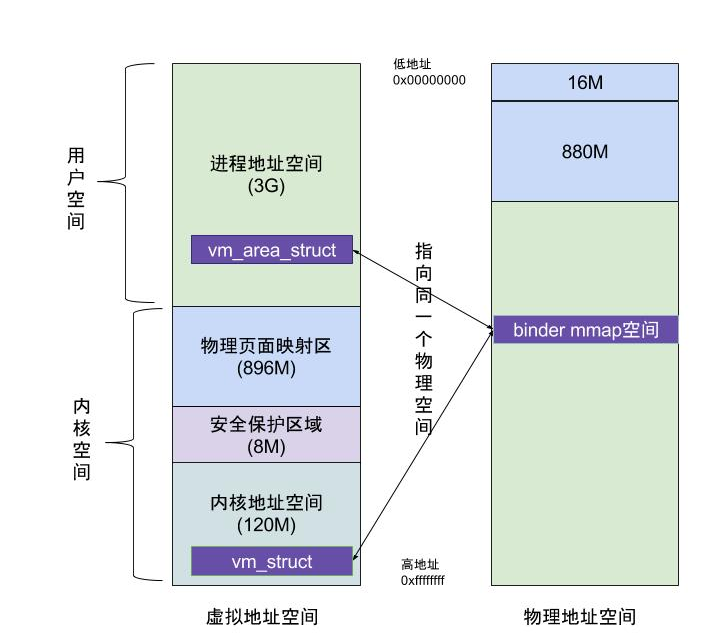 低地址
0x00000000
16M
880M
用户空间
进程地址空间
(3G)
vm_area_struct
指向同一个物理空间
binder mmap空间
物理页面映射区
(896M)
内核空间
安全保护区域
(8M)
内核地址空间
(120M)
vm_struct
高地址
0xffffffff
虚拟地址空间
物理地址空间